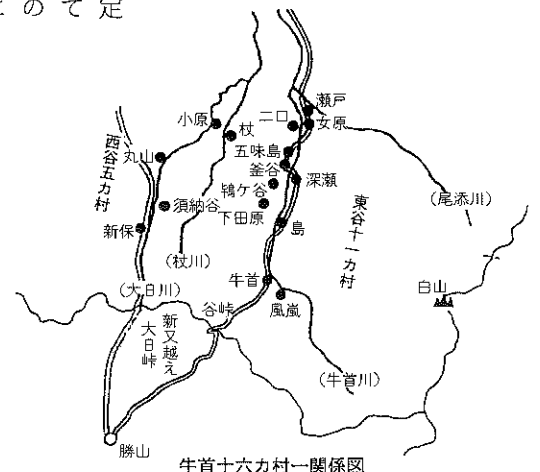 このて定
瀬戸
二口
女原
小原
杖
五味島
釜谷
丸山
深瀬
鴇ケ谷
下田原
須納谷
島
新保
西谷五カ村
東谷十一カ村
(尾添川)
(杖川)
牛首
白山
(大日川)
谷峠
風嵐
新又越え
大日峠
(牛首川)
勝山
牛首十六カ村一関係図